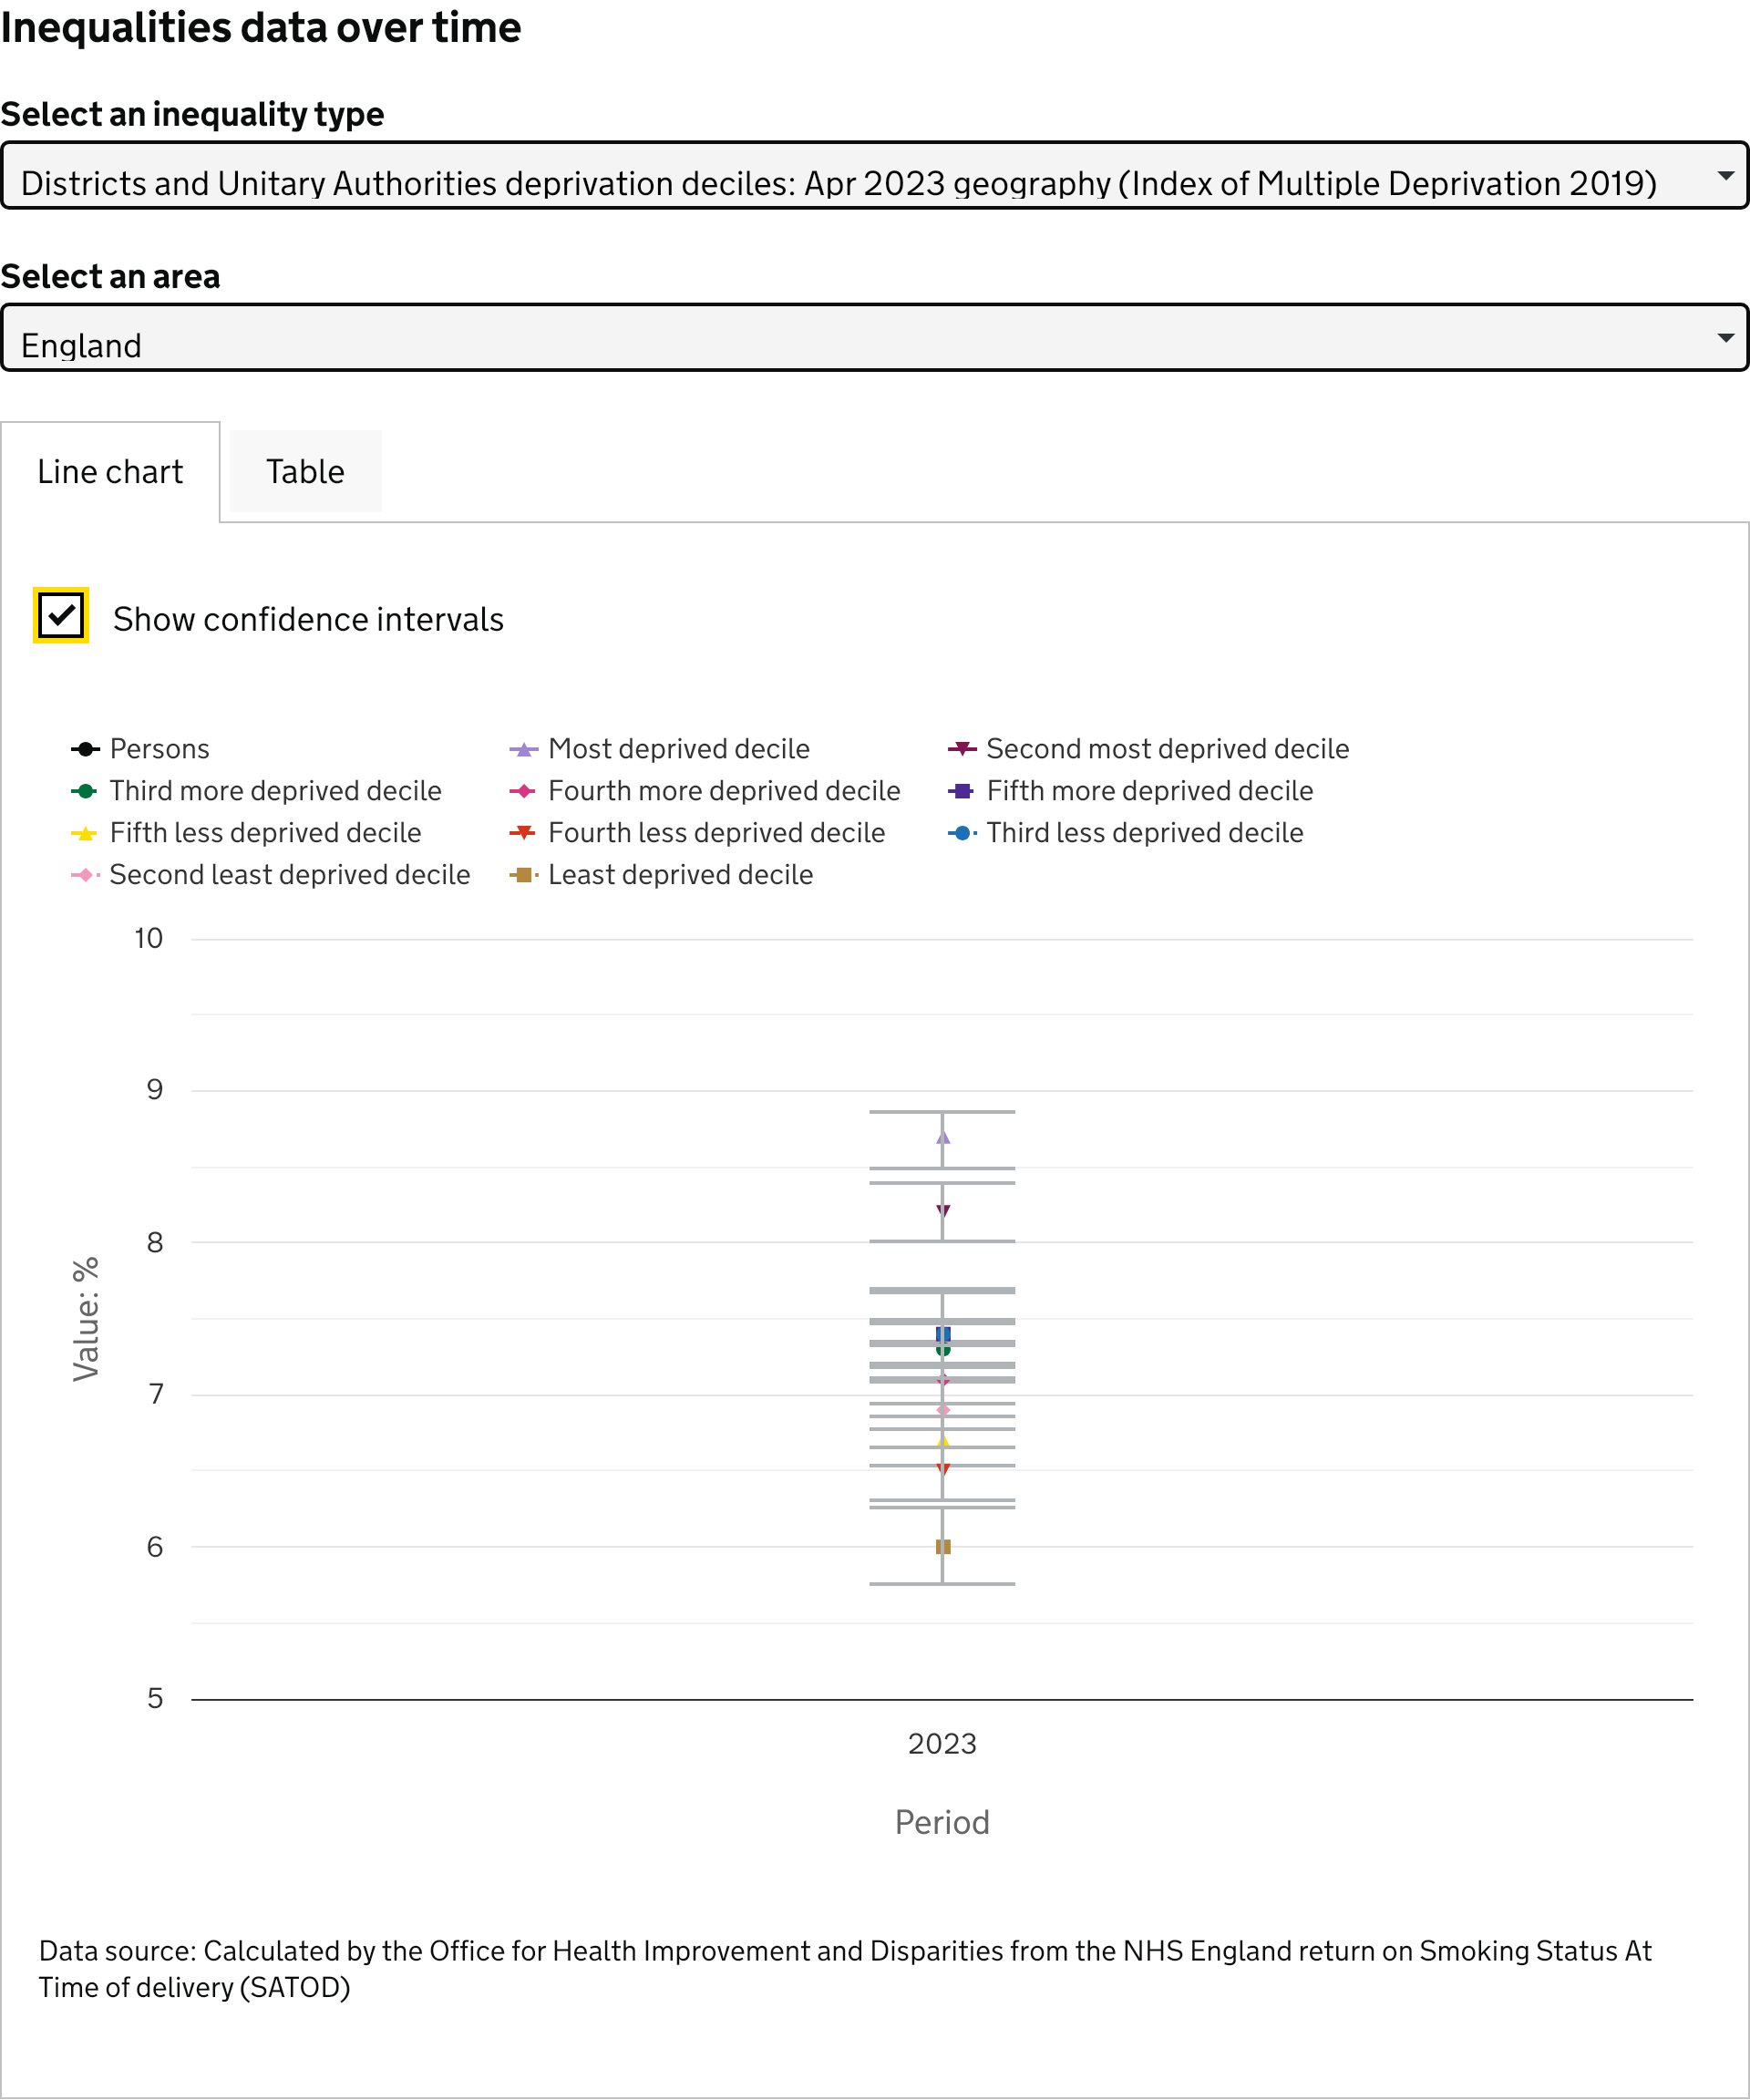 Inequalities data over time
Select an inequality type
Districts and Unitary Authorities deprivation deciles: Apr 2023 geography (Index of Multiple Deprivation 2019)
Select an area
England
Line chart
Table
Show confidence intervals
Persons
Most deprived decile
Second most deprived decile
Third more deprived decile
Fourth more deprived decile
Fifth more deprived decile
Fifth less deprived decile
Fourth less deprived decile
Third less deprived decile
Second least deprived decile
Least deprived decile
10
9
8
7
6
5
Value: %
2023
Period
Data source: Calculated by the Office for Health Improvement and Disparities from the NHS England return on Smoking Status At
Time of delivery (SATOD)